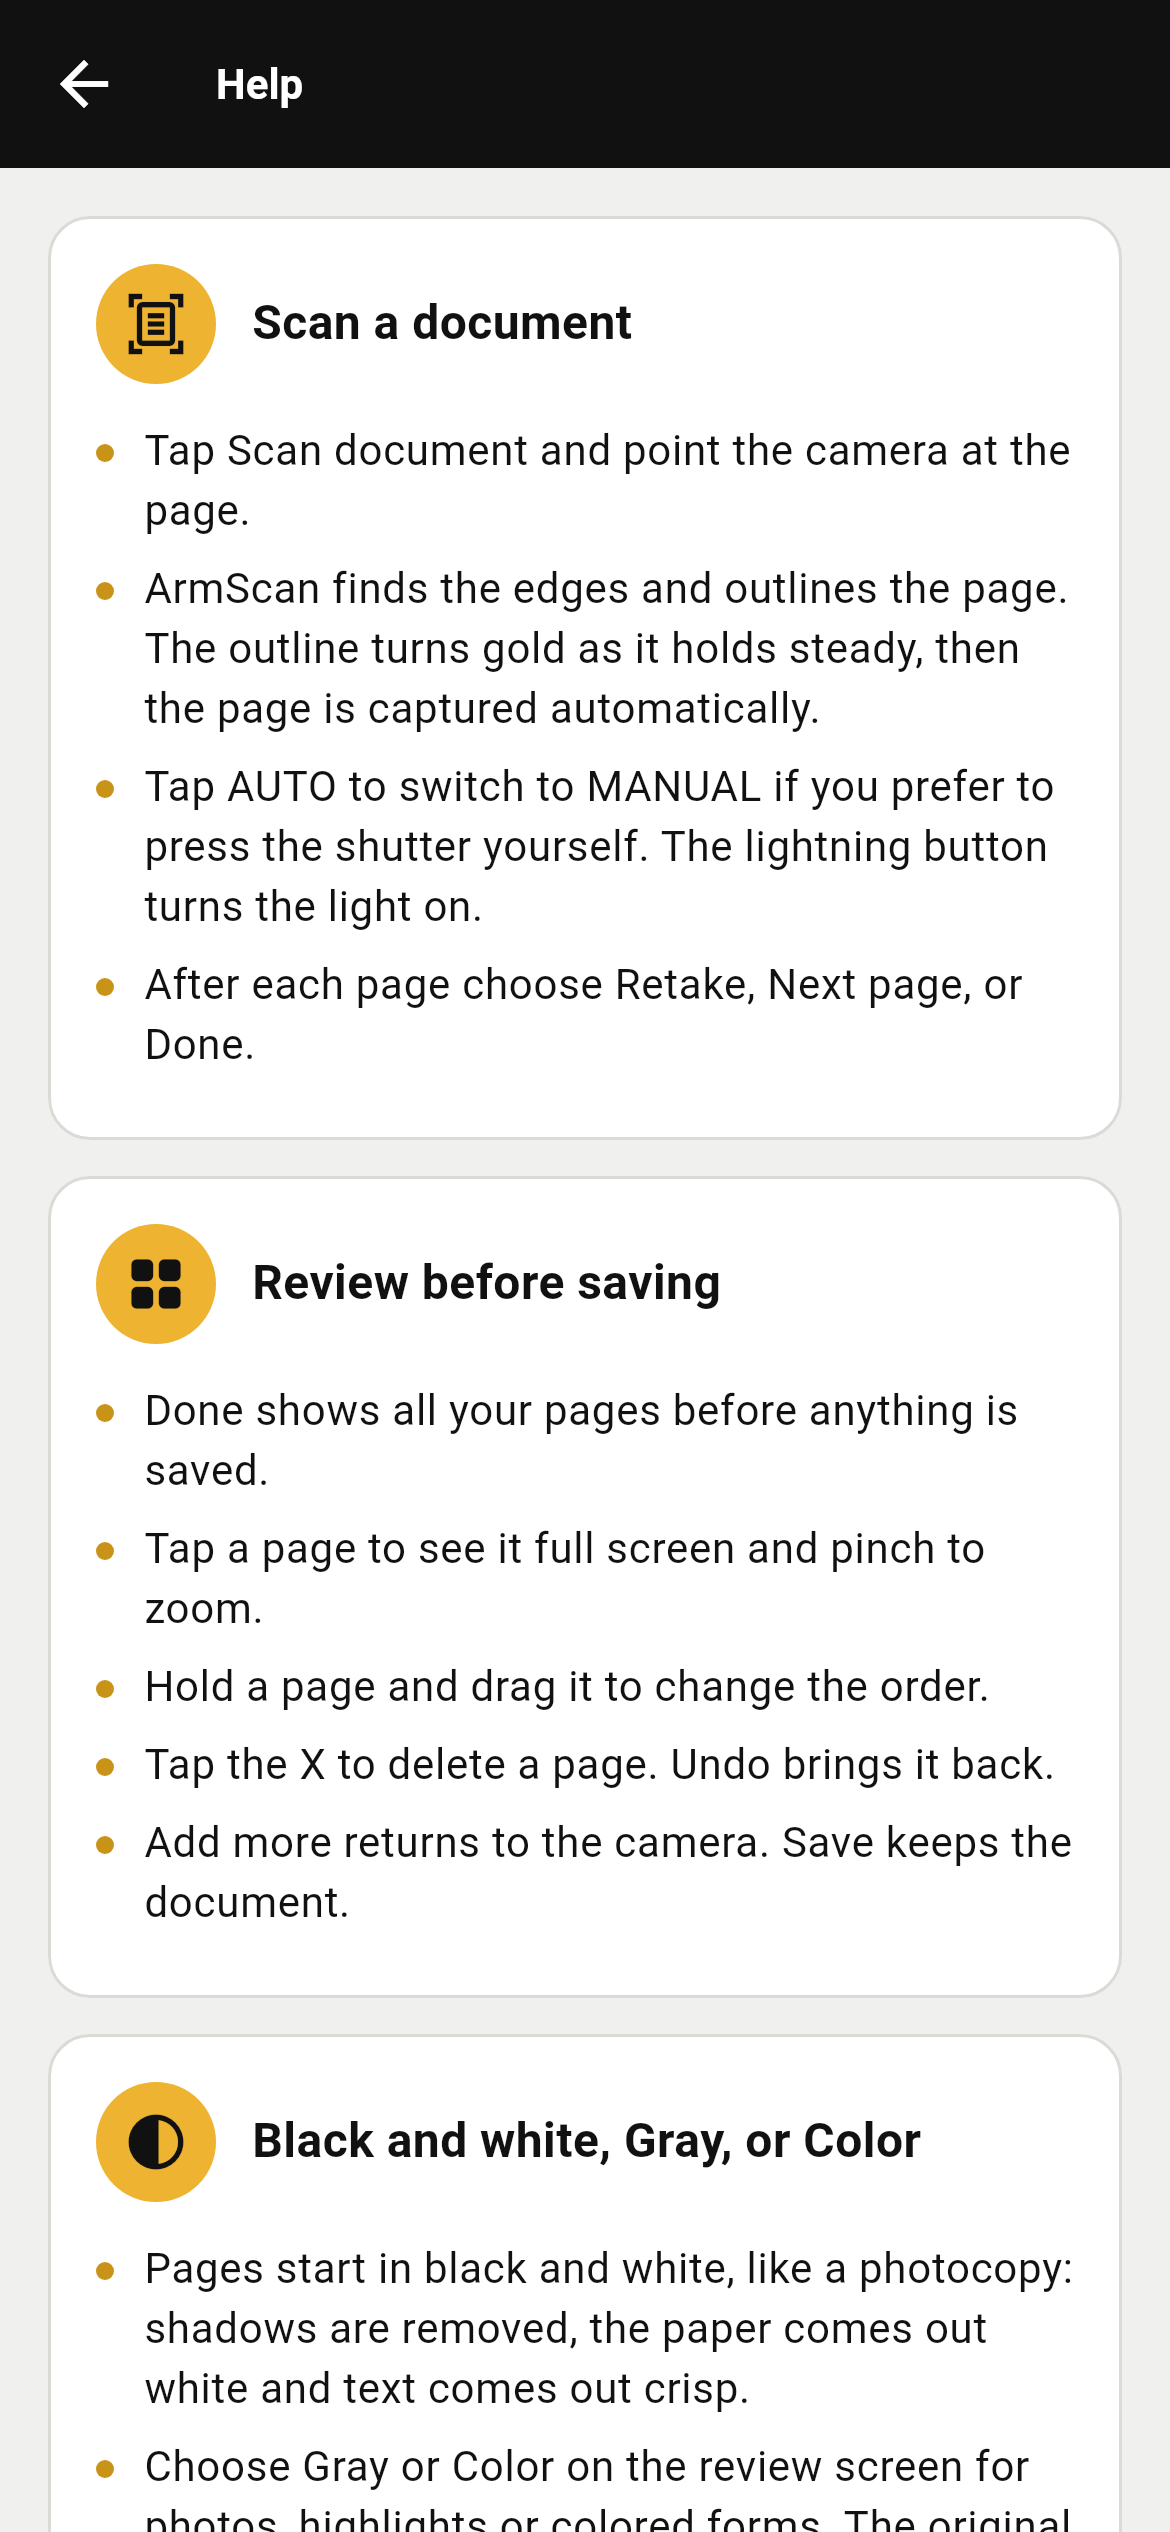 Help
Scan a document
Tap Scan document and point the camera at the
page.
ArmScan finds the edges and outlines the page.
The outline turns gold as it holds steady, then
the page is captured automatically.
Tap AUTO to switch to MANUAL if you prefer to
press the shutter yourself. The lightning button
turns the light on.
After each page choose Retake, Next page, or
Done.
Review before saving
Done shows all your pages before anything is
saved.
Tap a page to see it full screen and pinch to
zoom.
Hold a page and drag it to change the order.
Tap the X to delete a page. Undo brings it back.
Add more returns to the camera. Save keeps the
document.
Black and white, Gray, or Color
Pages start in black and white, like a photocopy:
shadows are removed, the paper comes out
white and text comes out crisp.
Choose Gray or Color on the review screen for
photos, highlights or colored forms. The original